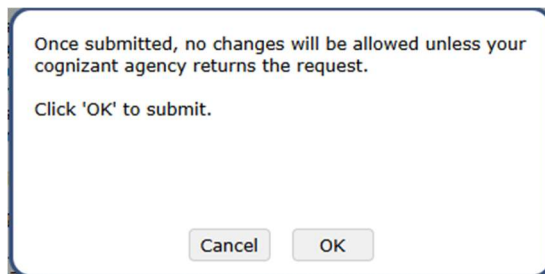 Once submitted, no changes will be allowed unless your
cognizant agency returns the request.
Click 'OK' to submit.
Cancel
OK